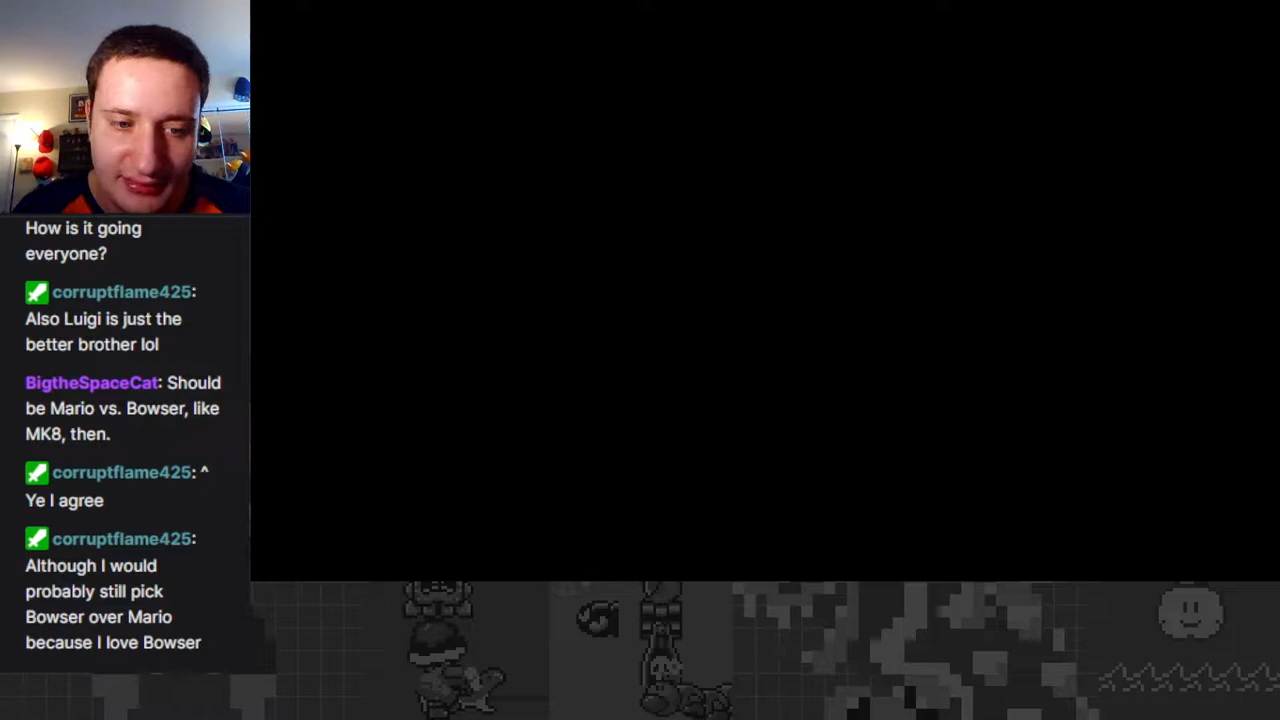 How is it going
everyone?
corruptflame425:
Also Luigi is just the
better brother lol
BigtheSpaceCat: Should
be Mario vs. Bowser, like
MK8, then.
corruptflame425: ^
Ye I agree
corruptflame425:
Although I would
probably still pick
Bowser over Mario
because I love Bowser